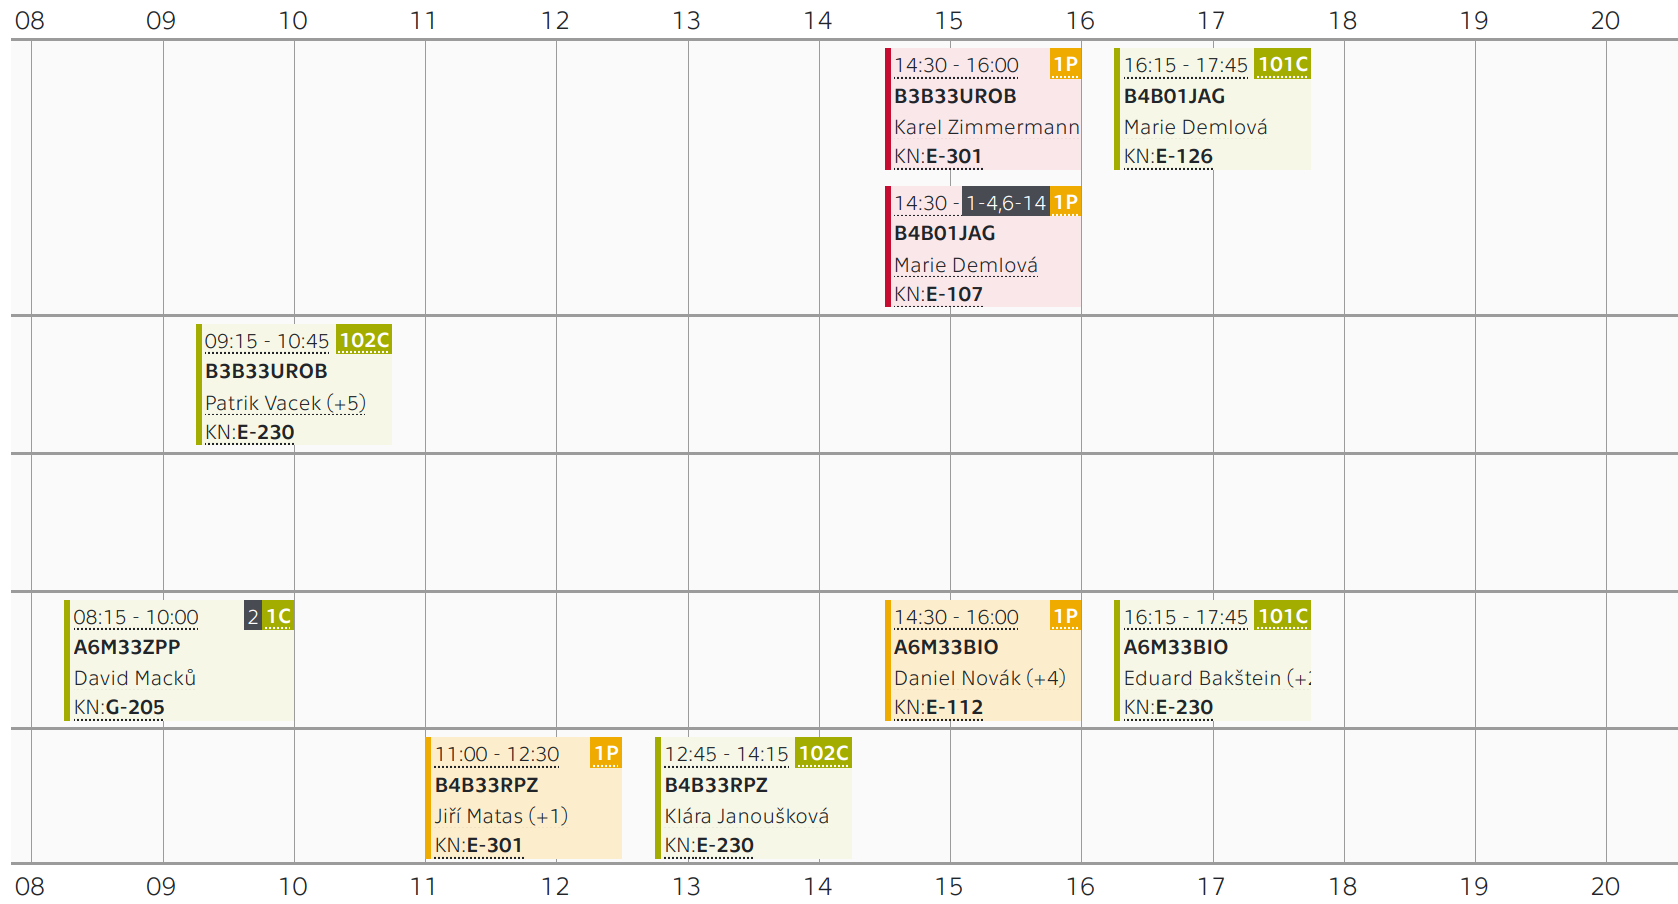 08 09 10 11 12 13 14 15 16 17 18 19 20
14:30 - 16:00 1P
B3B33UROB
Karel Zimmermann
KN:E-301
16:15 - 17:45 101C
B4B01JAG
Marie Demlová
KN:E-126
14:30 - 1-4,6-14 1P
B4B01JAG
Marie Demlová
KN:E-107
09:15 - 10:45 102C
B3B33UROB
Patrik Vacek (+5)
KN:E-230
08:15 - 10:00 2 1C
A6M33ZPP
David Macků
KN:G-205
14:30 - 16:00 1P
A6M33BIO
Daniel Novák (+4)
KN:E-112
16:15 - 17:45 101C
A6M33BIO
Eduard Bakštein (+
KN:E-230
11:00 - 12:30 1P
B4B33RPZ
Jiří Matas (+1)
KN:E-301
12:45 - 14:15 102C
B4B33RPZ
Klára Janoušková
KN:E-230
08 09 10 11 12 13 14 15 16 17 18 19 20